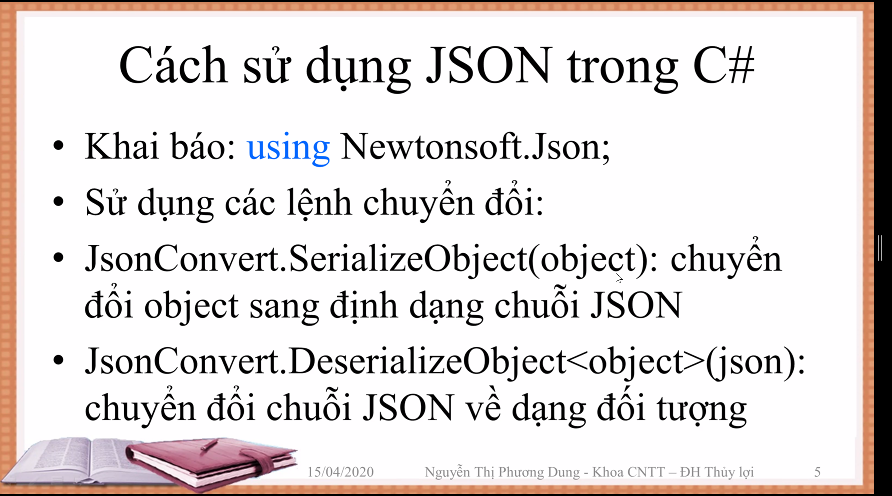 Cách sử dụng JSON trong C#
• Khai báo: using Newtonsoft.Json;
• Sử dụng các lệnh chuyển đổi:
• JsonConvert.SerializeObject(object): chuyển
đổi object sang định dạng chuỗi JSON
• JsonConvert.DeserializeObject<object>(json):
chuyển đổi chuỗi JSON về dạng đối tượng
15/04/2020 Nguyễn Thị Phương Dung - Khoa CNTT – ĐH Thủy lợi 5